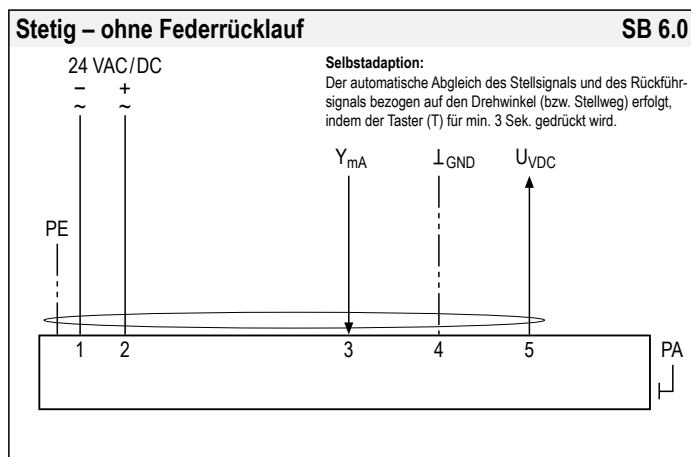 Stetig – ohne Federrücklauf SB 6.0
24 VAC/DC
– +
~ ~
Selbstadaption:
Der automatische Abgleich des Stellsignals und des Rückführ-
signals bezogen auf den Drehwinkel (bzw. Stellweg) erfolgt,
indem der Taster (T) für min. 3 Sek. gedrückt wird.
YmA ⊥GND UVDC
PE
1 2 3 4 5 PA